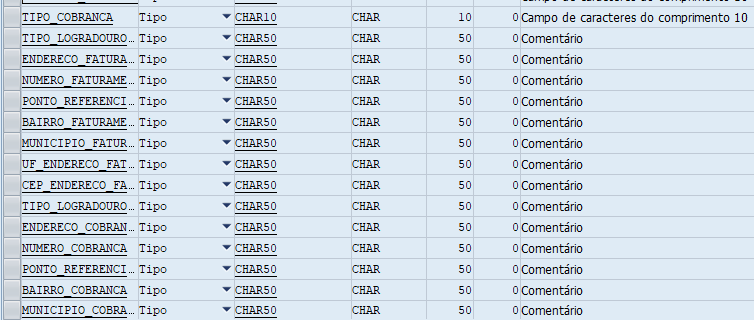 TIPO_COBRANCA Tipo CHAR10 CHAR 10 0 Campo de caracteres do comprimento 10
TIPO_LOGRADOURO... Tipo CHAR50 CHAR 50 0 Comentário
ENDERECO_FATURA... Tipo CHAR50 CHAR 50 0 Comentário
NUMERO_FATURAME... Tipo CHAR50 CHAR 50 0 Comentário
PONTO_REFERENCI... Tipo CHAR50 CHAR 50 0 Comentário
BAIRRO_FATURAME... Tipo CHAR50 CHAR 50 0 Comentário
MUNICIPIO_FATUR... Tipo CHAR50 CHAR 50 0 Comentário
UF_ENDERECO_FAT... Tipo CHAR50 CHAR 50 0 Comentário
CEP_ENDERECO_FA... Tipo CHAR50 CHAR 50 0 Comentário
TIPO_LOGRADOURO... Tipo CHAR50 CHAR 50 0 Comentário
ENDERECO_COBRAN... Tipo CHAR50 CHAR 50 0 Comentário
NUMERO_COBRANCA Tipo CHAR50 CHAR 50 0 Comentário
PONTO_REFERENCI... Tipo CHAR50 CHAR 50 0 Comentário
BAIRRO_COBRANCA Tipo CHAR50 CHAR 50 0 Comentário
MUNICIPIO_COBRA... Tipo CHAR50 CHAR 50 0 Comentário